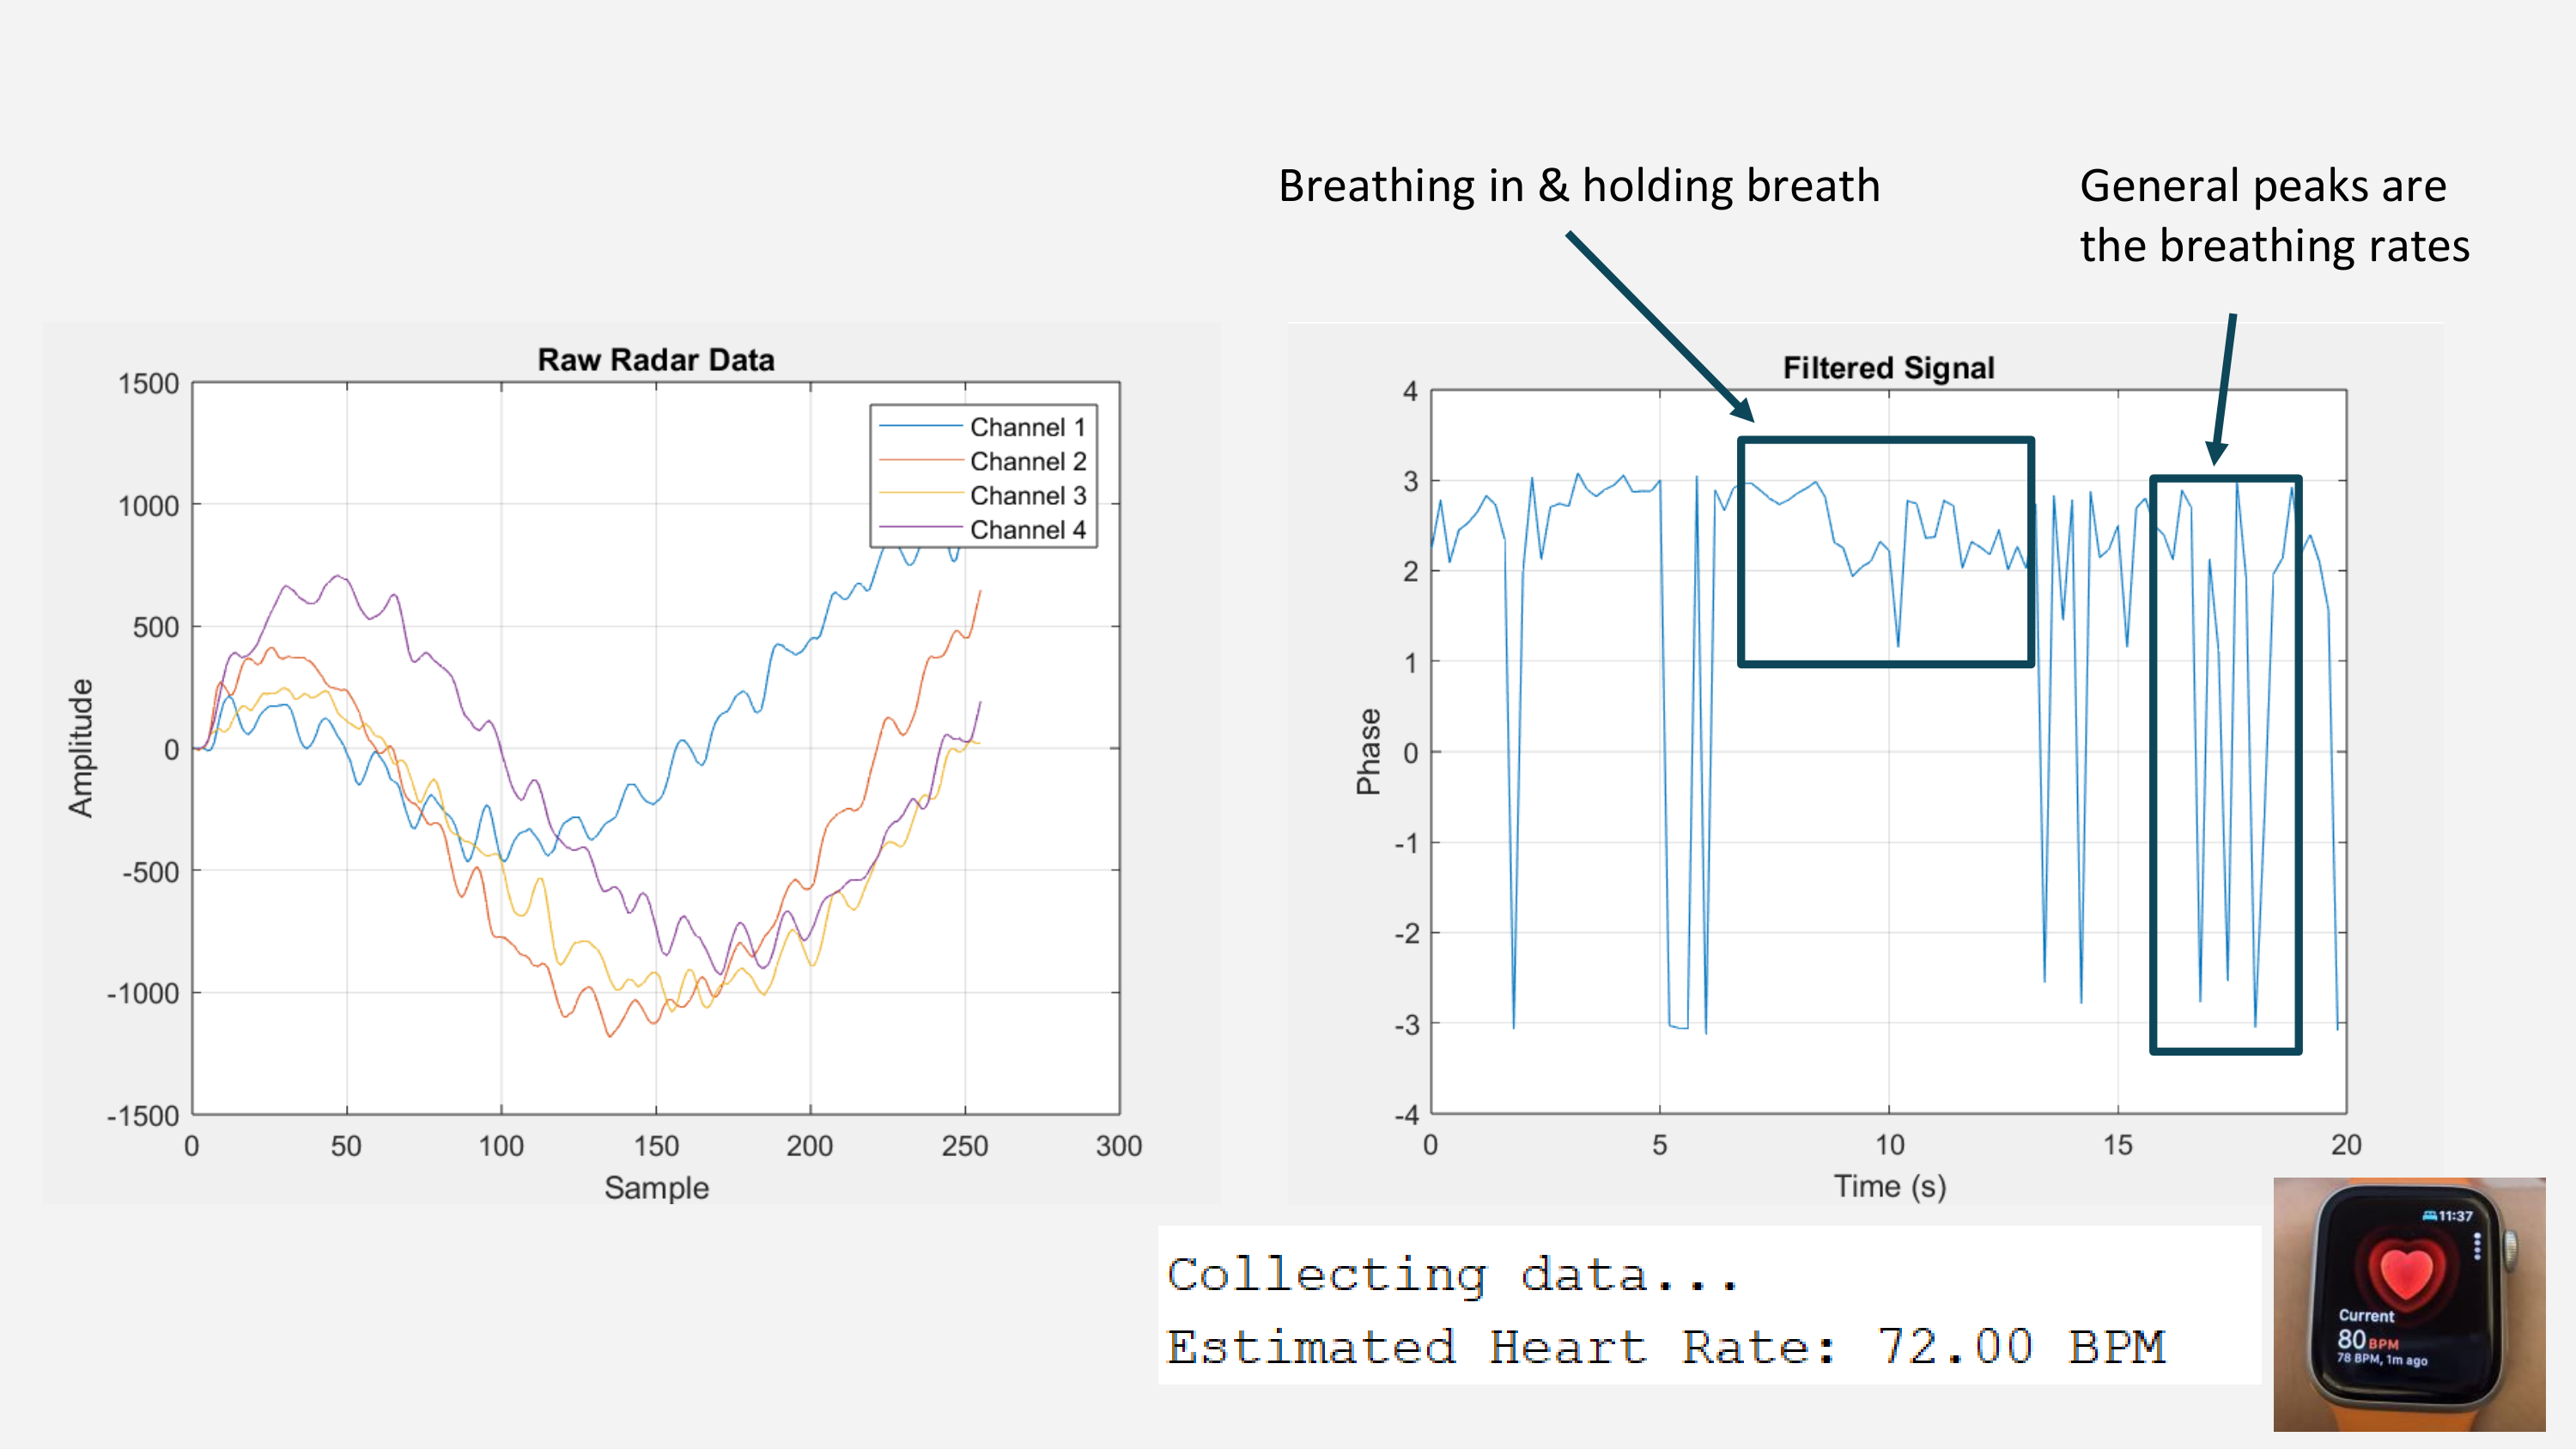 Breathing in & holding breath
General peaks are
the breathing rates
Raw Radar Data
1500
1000
500
0
-500
-1000
-1500
Amplitude
0
50
100
150
200
250
300
Sample
Channel 1
Channel 2
Channel 3
Channel 4
Filtered Signal
4
3
2
1
0
-1
-2
-3
-4
Phase
0
5
10
15
20
Time (s)
Collecting data...
Estimated Heart Rate: 72.00 BPM
11:37
Current
80 BPM
78 BPM, 1m ago